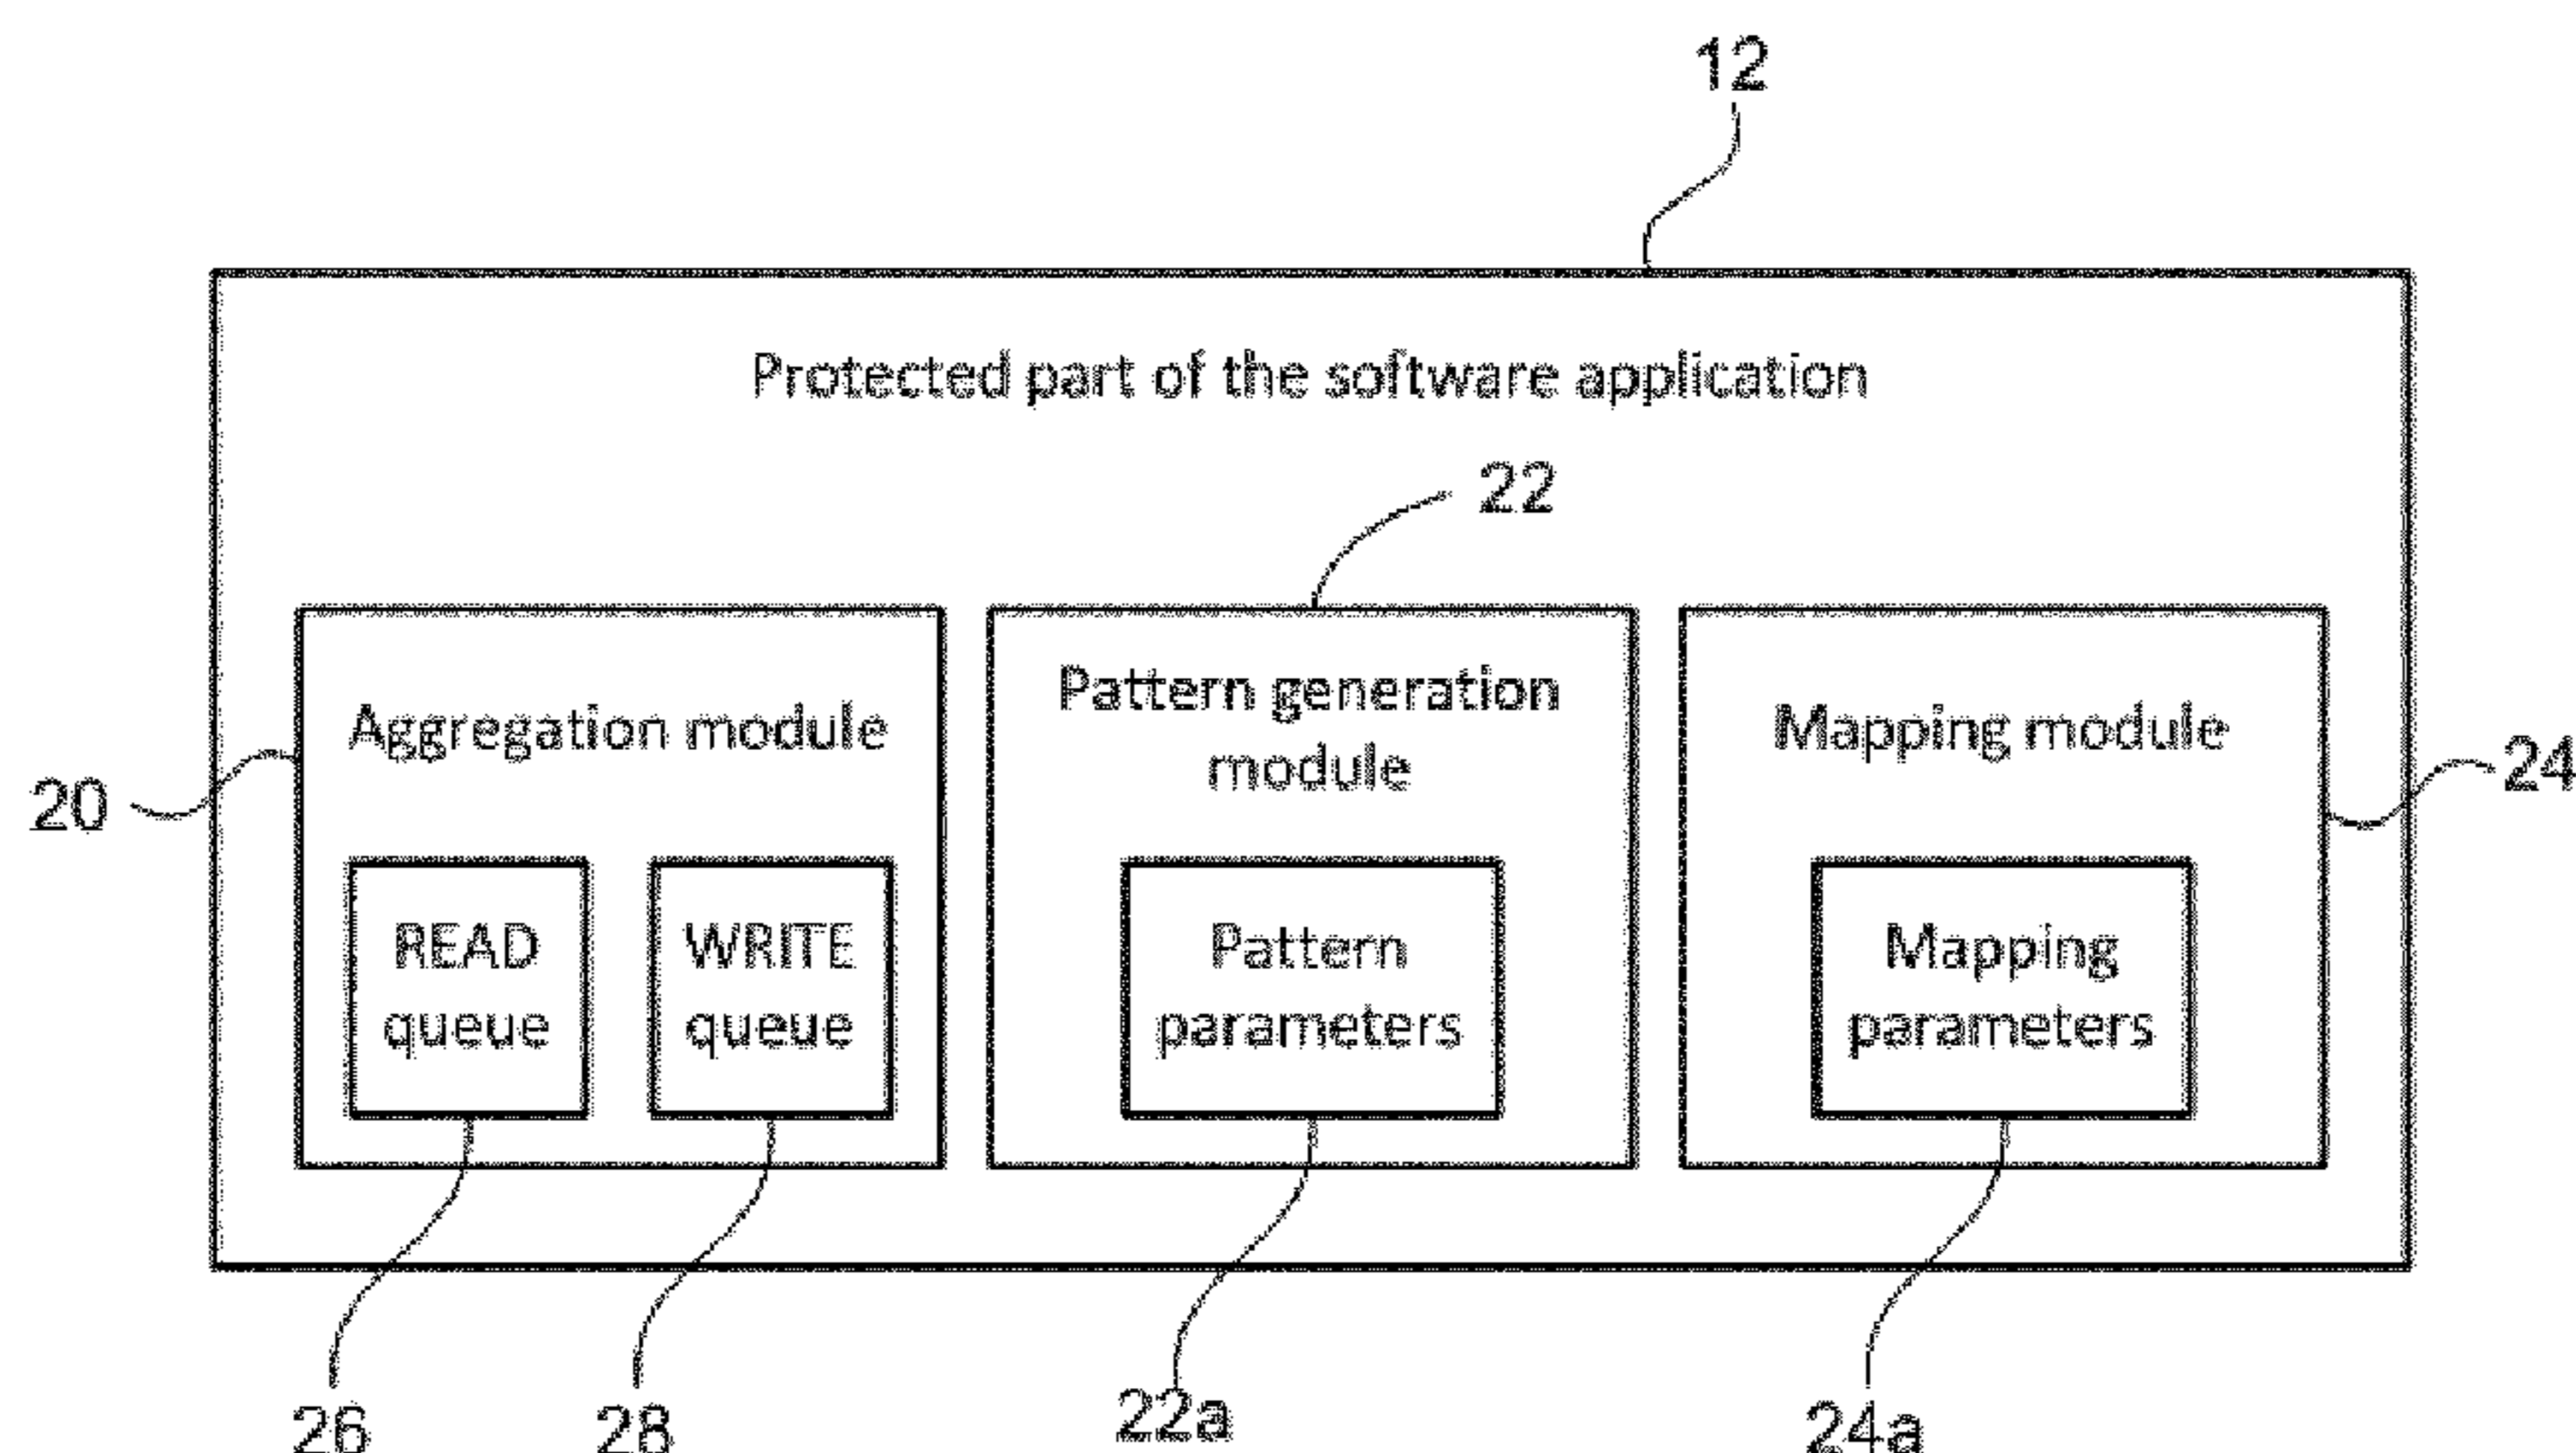 12
Protected part of the software application
22
Aggregation module
Pattern generation
module
Mapping module
20
24
READ
queue
WRITE
queue
Pattern
parameters
Mapping
parameters
26
28
22a
24a